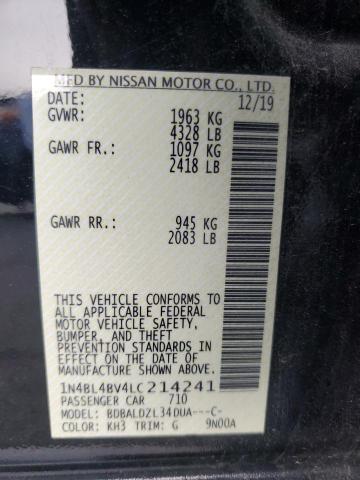 MFD BY NISSAN MOTOR CO., LTD.
DATE: 12/19
GVWR: 1963 KG
4328 LB
GAWR FR.: 1097 KG
2418 LB
GAWR RR.: 945 KG
2083 LB
THIS VEHICLE CONFORMS TO
ALL APPLICABLE FEDERAL
MOTOR VEHICLE SAFETY,
BUMPER, AND THEFT
PREVENTION STANDARDS IN
EFFECT ON THE DATE OF
MANUFACTURE SHOWN ABOVE.
1N4BL4BV4LC214241
PASSENGER CAR 710
MODEL: BDBALDZL34DUA---C-
COLOR: KH3 TRIM: G 9N00A